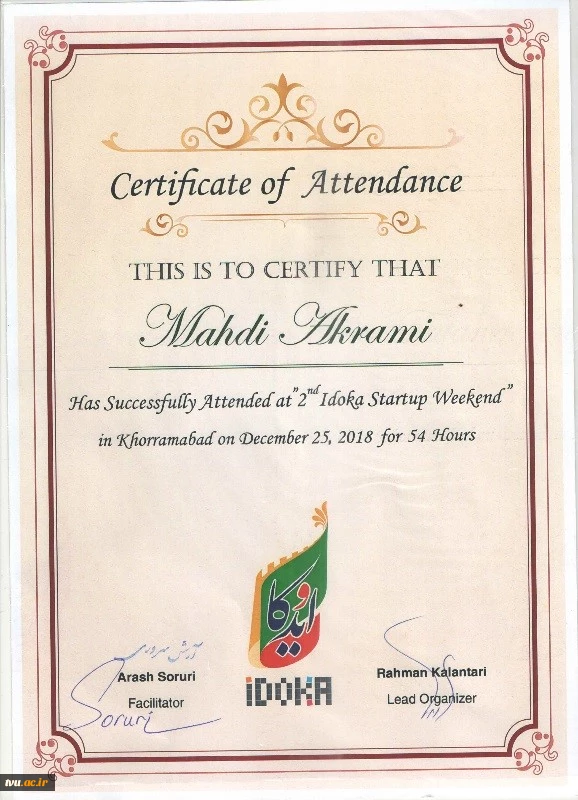 Certificate of Attendance
THIS IS TO CERTIFY THAT
Mahdi Akrami
Has Successfully Attended at "2nd Idoka Startup Weekend"
in Khorramabad on December 25, 2018 for 54 Hours
ایدوکا
IDOKA
آرش سروری
Arash Soruri
Facilitator
Soruri
Rahman Kalantari
Lead Organizer
tvu.ac.ir